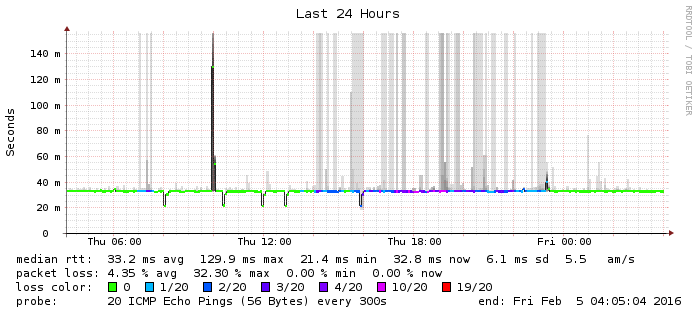 Last 24 Hours
RRDTOOL / TOBI OETIKER
Seconds
140 m
120 m
100 m
80 m
60 m
40 m
20 m
0
Thu 06:00 Thu 12:00 Thu 18:00 Fri 00:00
median rtt: 33.2 ms avg 129.9 ms max 21.4 ms min 32.8 ms now 6.1 ms sd 5.5 am/s
packet loss: 4.35 % avg 32.30 % max 0.00 % min 0.00 % now
loss color: 0 1/20 2/20 3/20 4/20 10/20 19/20
probe: 20 ICMP Echo Pings (56 Bytes) every 300s end: Fri Feb 5 04:05:04 2016